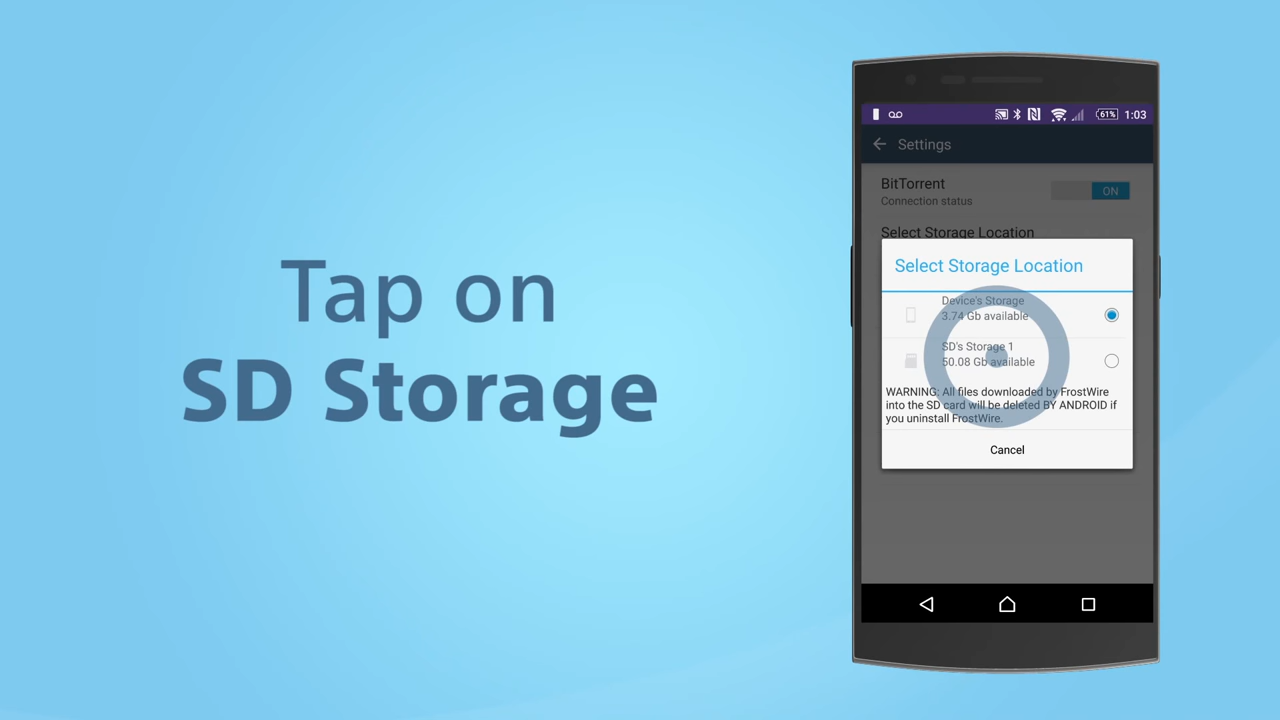 Tap on
SD Storage
61%
1:03
Settings
BitTorrent
Connection status
ON
Select Storage Location
Select Storage Location
Device's Storage
3.74 Gb available
SD's Storage 1
50.08 Gb available
WARNING: All files downloaded by FrostWire
into the SD card will be deleted BY ANDROID if
you uninstall FrostWire.
Cancel